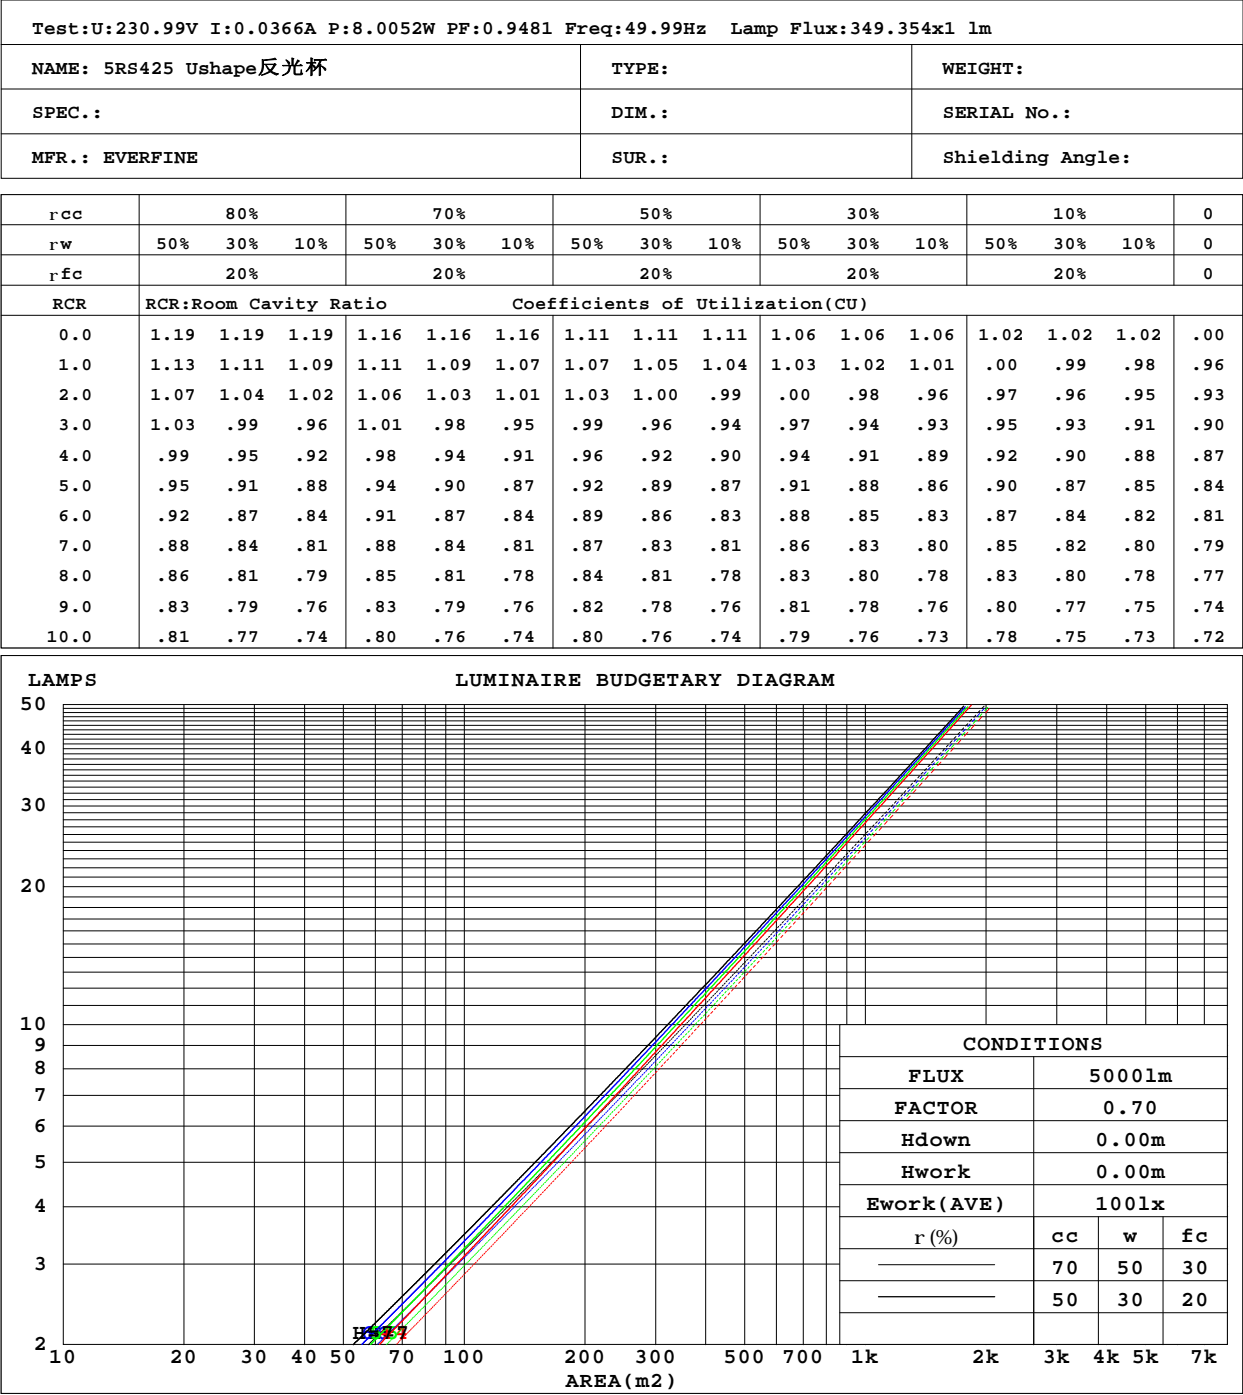 Test:U:230.99V I:0.0366A P:8.0052W PF:0.9481 Freq:49.99Hz Lamp Flux:349.354x1 lm
NAME: 5RS425 Ushape反光杯 TYPE: WEIGHT:
SPEC.: DIM.: SERIAL No.:
MFR.: EVERFINE SUR.: Shielding Angle:
rcc 80% 70% 50% 30% 10% 0
rw 50% 30% 10% 50% 30% 10% 50% 30% 10% 50% 30% 10% 50% 30% 10% 0
rfc 20% 20% 20% 20% 20% 0
RCR RCR:Room Cavity Ratio Coefficients of Utilization(CU)
0.0 1.19 1.19 1.19 1.16 1.16 1.16 1.11 1.11 1.11 1.06 1.06 1.06 1.02 1.02 1.02 .00
1.0 1.13 1.11 1.09 1.11 1.09 1.07 1.07 1.05 1.04 1.03 1.02 1.01 .00 .99 .98 .96
2.0 1.07 1.04 1.02 1.06 1.03 1.01 1.03 1.00 .99 .00 .98 .96 .97 .96 .95 .93
3.0 1.03 .99 .96 1.01 .98 .95 .99 .96 .94 .97 .94 .93 .95 .93 .91 .90
4.0 .99 .95 .92 .98 .94 .91 .96 .92 .90 .94 .91 .89 .92 .90 .88 .87
5.0 .95 .91 .88 .94 .90 .87 .92 .89 .87 .91 .88 .86 .90 .87 .85 .84
6.0 .92 .87 .84 .91 .87 .84 .89 .86 .83 .88 .85 .83 .87 .84 .82 .81
7.0 .88 .84 .81 .88 .84 .81 .87 .83 .81 .86 .83 .80 .85 .82 .80 .79
8.0 .86 .81 .79 .85 .81 .78 .84 .81 .78 .83 .80 .78 .83 .80 .78 .77
9.0 .83 .79 .76 .83 .79 .76 .82 .78 .76 .81 .78 .76 .80 .77 .75 .74
10.0 .81 .77 .74 .80 .76 .74 .80 .76 .74 .79 .76 .73 .78 .75 .73 .72
LAMPS LUMINAIRE BUDGETARY DIAGRAM
50
40
30
20
10
9
8
7
6
5
4
3
2
10 20 30 40 50 70 100 200 300 500 700 1k 2k 3k 4k 5k 7k
AREA(m2)
CONDITIONS
FLUX 5000lm
FACTOR 0.70
Hdown 0.00m
Hwork 0.00m
Ework(AVE) 100lx
r (%) cc w fc
70 50 30
50 30 20